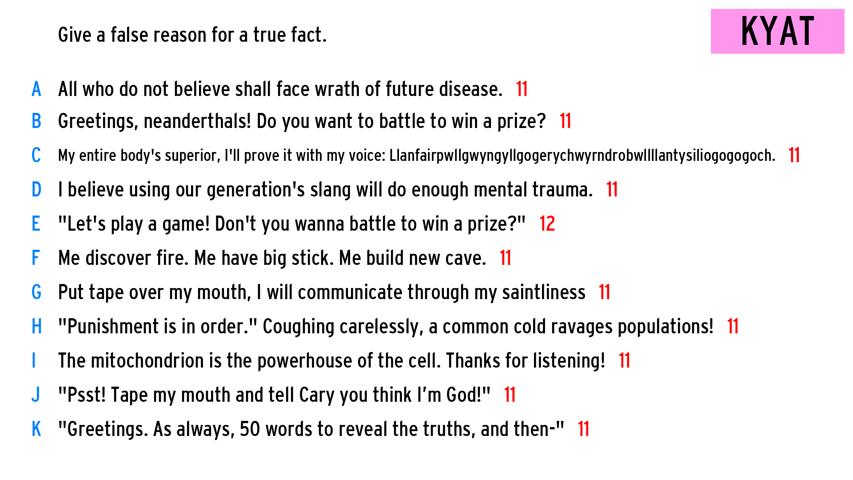 Give a false reason for a true fact.
KYAT
A All who do not believe shall face wrath of future disease. 11
B Greetings, neanderthals! Do you want to battle to win a prize? 11
C My entire body's superior, I'll prove it with my voice: Llanfairpwllgwyngyllgogerychwyrndrobwllllantysiliogogogoch. 11
D I believe using our generation's slang will do enough mental trauma. 11
E "Let's play a game! Don't you wanna battle to win a prize?" 12
F Me discover fire. Me have big stick. Me build new cave. 11
G Put tape over my mouth, I will communicate through my saintliness 11
H "Punishment is in order." Coughing carelessly, a common cold ravages populations! 11
I The mitochondrion is the powerhouse of the cell. Thanks for listening! 11
J "Psst! Tape my mouth and tell Cary you think I'm God!" 11
K "Greetings. As always, 50 words to reveal the truths, and then-" 11